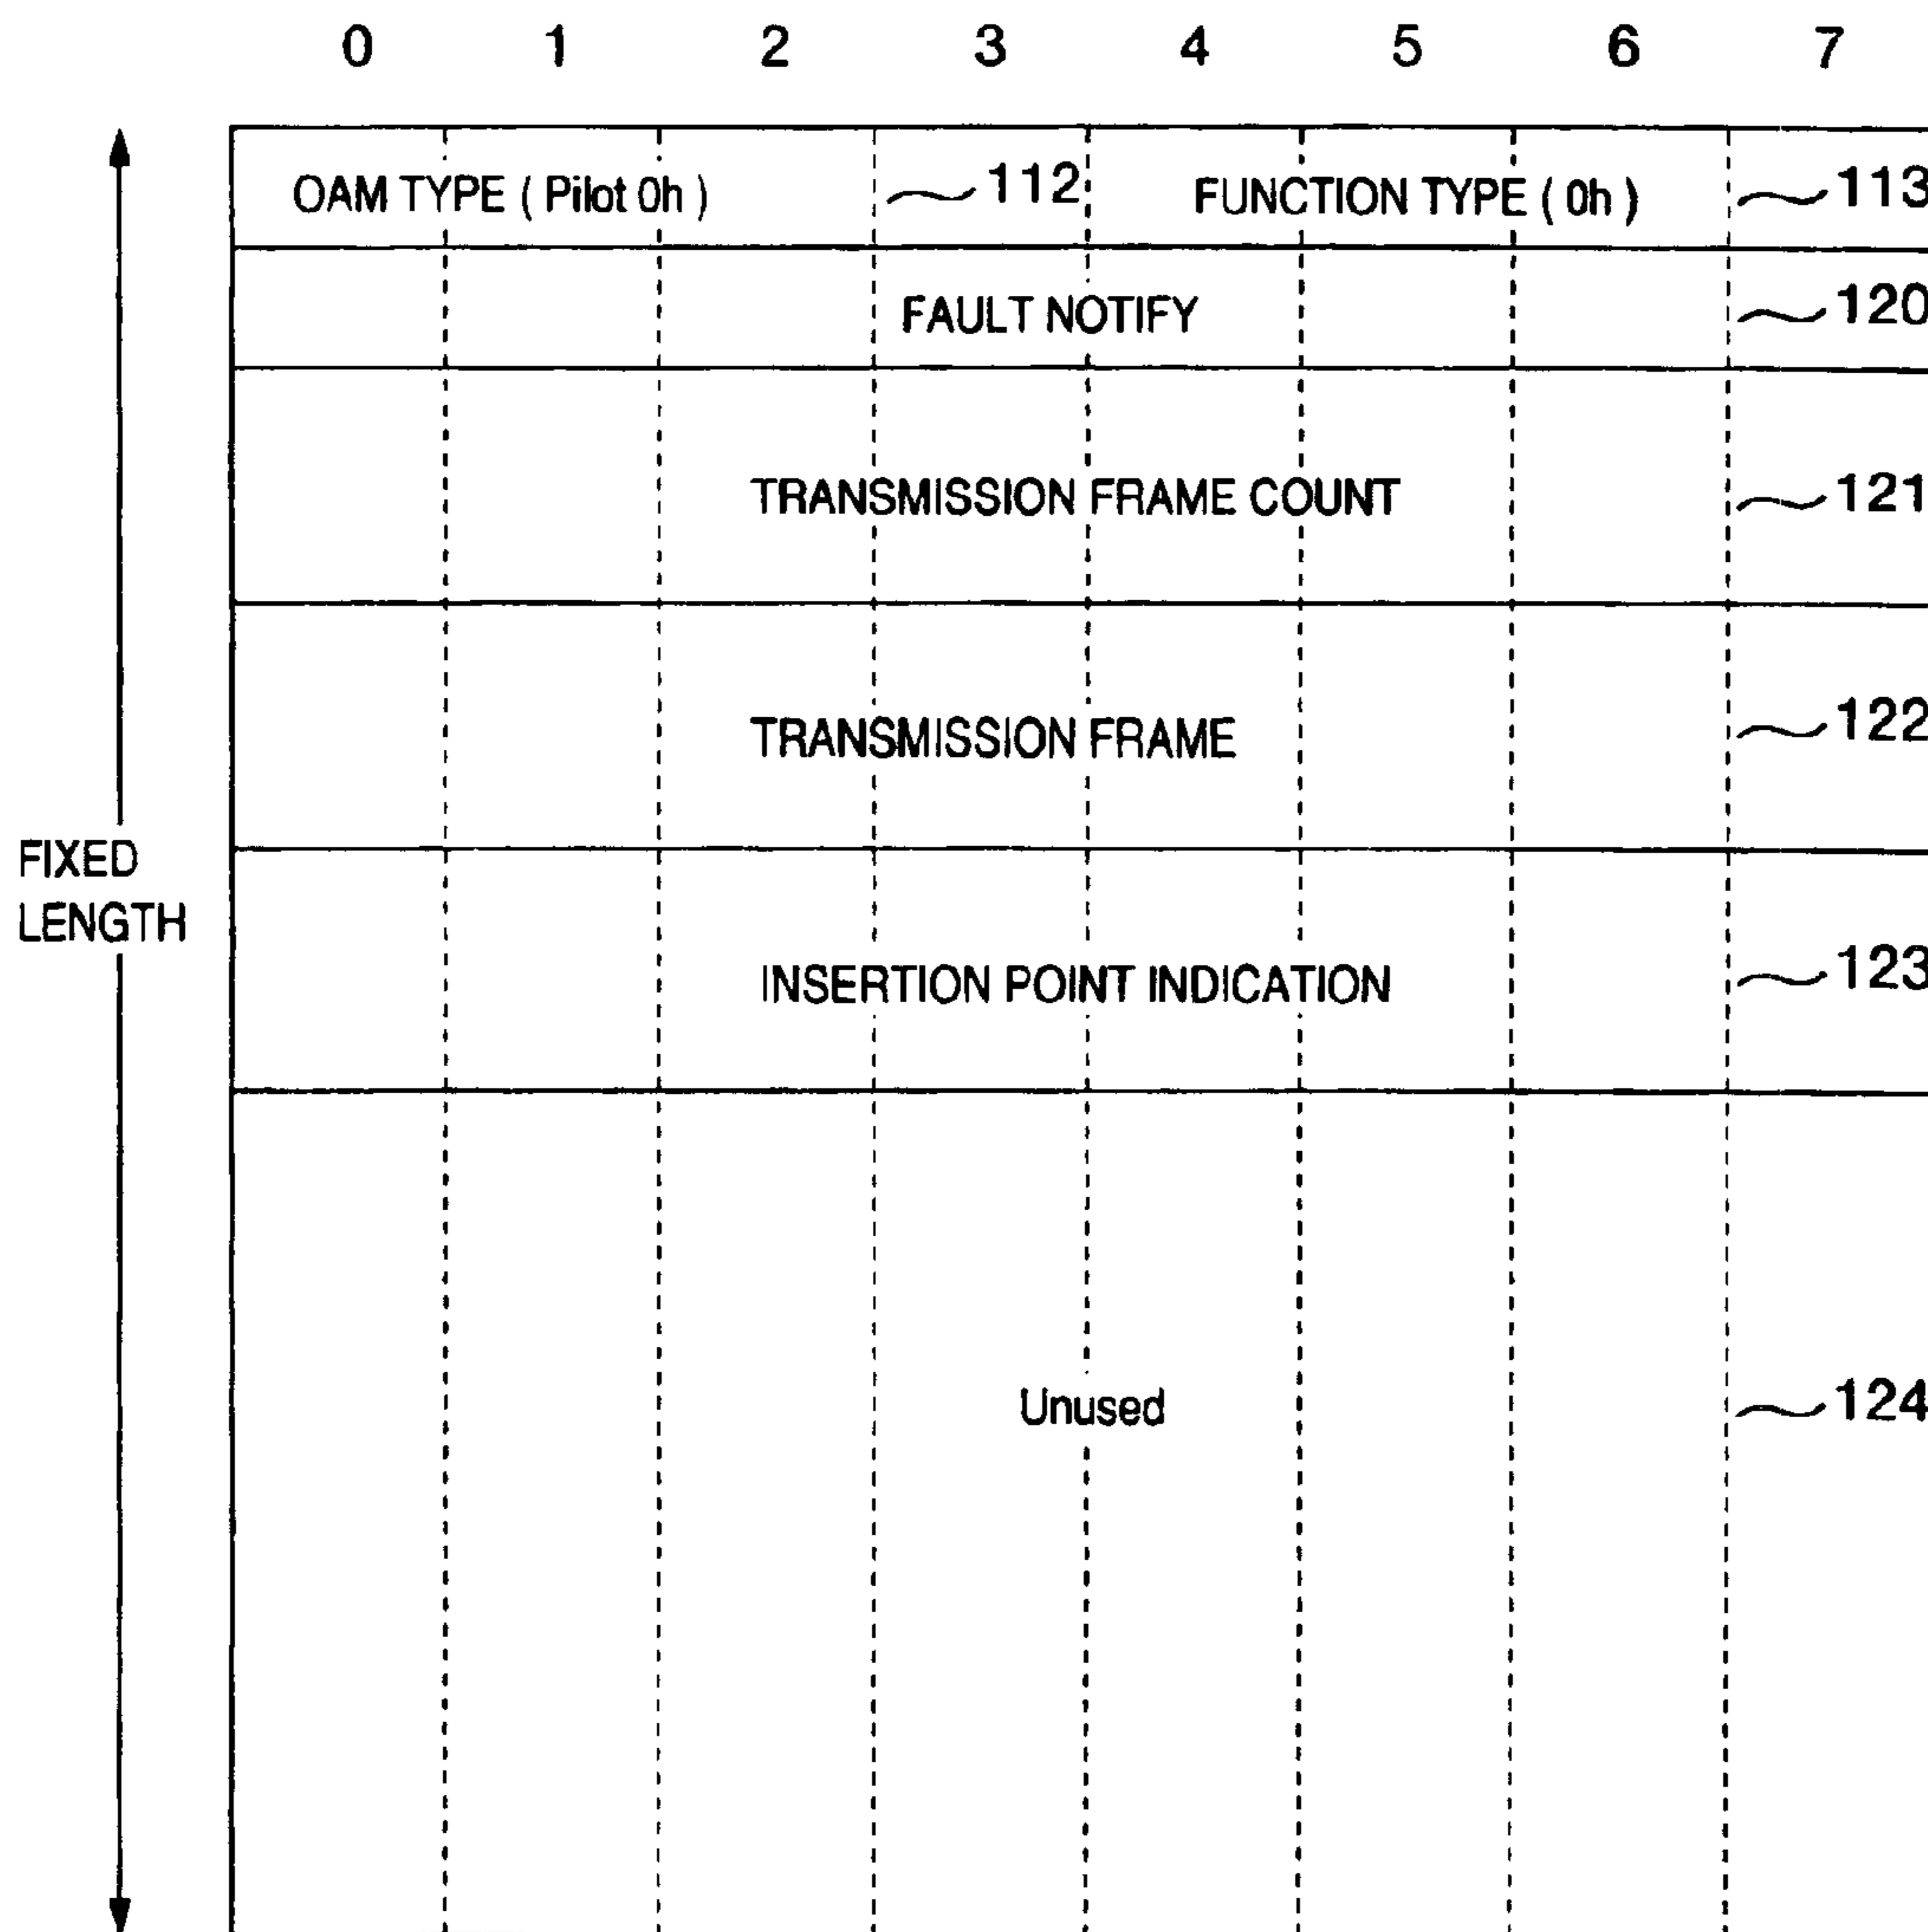 0 1 2 3 4 5 6 7
OAM TYPE ( Pilot 0h ) 112 FUNCTION TYPE ( 0h ) 113
FAULT NOTIFY 120
TRANSMISSION FRAME COUNT 121
TRANSMISSION FRAME 122
FIXED
LENGTH
INSERTION POINT INDICATION 123
Unused 124